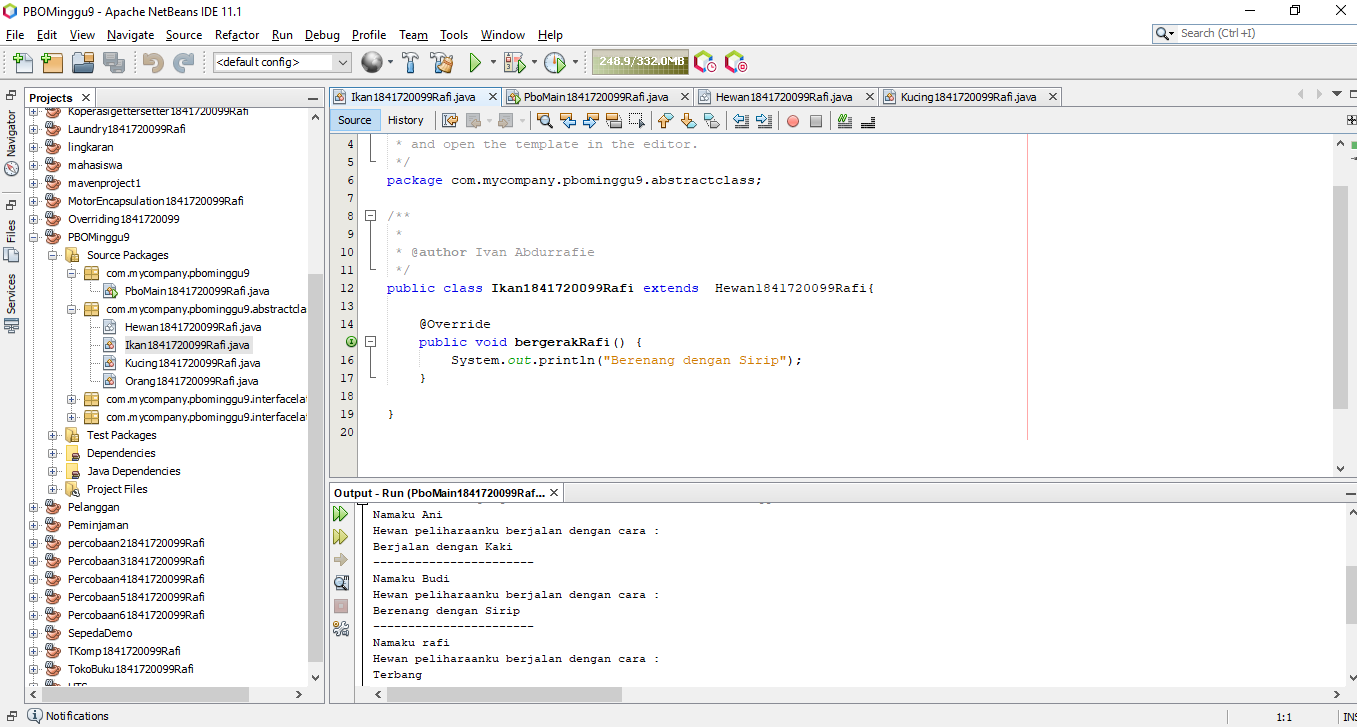 PBOMinggu9 - Apache NetBeans IDE 11.1
File Edit View Navigate Source Refactor Run Debug Profile Team Tools Window Help
Search (Ctrl+I)
<default config>
248.9/332.0MB
Navigator
Files
Services
Projects
Koperasigettersetter1841720099Rafi
Laundry1841720099Rafi
lingkaran
mahasiswa
mavenproject1
MotorEncapsulation1841720099Rafi
Overriding1841720099
PBOMinggu9
Source Packages
com.mycompany.pbominggu9
PboMain1841720099Rafi.java
com.mycompany.pbominggu9.abstractcla
Hewan1841720099Rafi.java
Ikan1841720099Rafi.java
Kucing1841720099Rafi.java
Orang1841720099Rafi.java
com.mycompany.pbominggu9.interfacela
com.mycompany.pbominggu9.interfacela
Test Packages
Dependencies
Java Dependencies
Project Files
Pelanggan
Peminjaman
percobaan21841720099Rafi
Percobaan31841720099Rafi
Percobaan41841720099Rafi
Percobaan51841720099Rafi
Percobaan61841720099Rafi
SepedaDemo
TKomp1841720099Rafi
TokoBuku1841720099Rafi
Ikan1841720099Rafi.java PboMain1841720099Rafi.java Hewan1841720099Rafi.java Kucing1841720099Rafi.java
Source History
4 * and open the template in the editor.
5 */
6 package com.mycompany.pbominggu9.abstractclass;
7
8 /**
9 *
10 * @author Ivan Abdurrafie
11 */
12 public class Ikan1841720099Rafi extends  Hewan1841720099Rafi{
13
14 @Override
public void bergerakRafi() {
16 System.out.println("Berenang dengan Sirip");
17 }
18
19 }
20
Output - Run (PboMain1841720099Raf...
Namaku Ani
Hewan peliharaanku berjalan dengan cara :
Berjalan dengan Kaki
-----------------------
Namaku Budi
Hewan peliharaanku berjalan dengan cara :
Berenang dengan Sirip
-----------------------
Namaku rafi
Hewan peliharaanku berjalan dengan cara :
Terbang
Notifications
1:1
INS